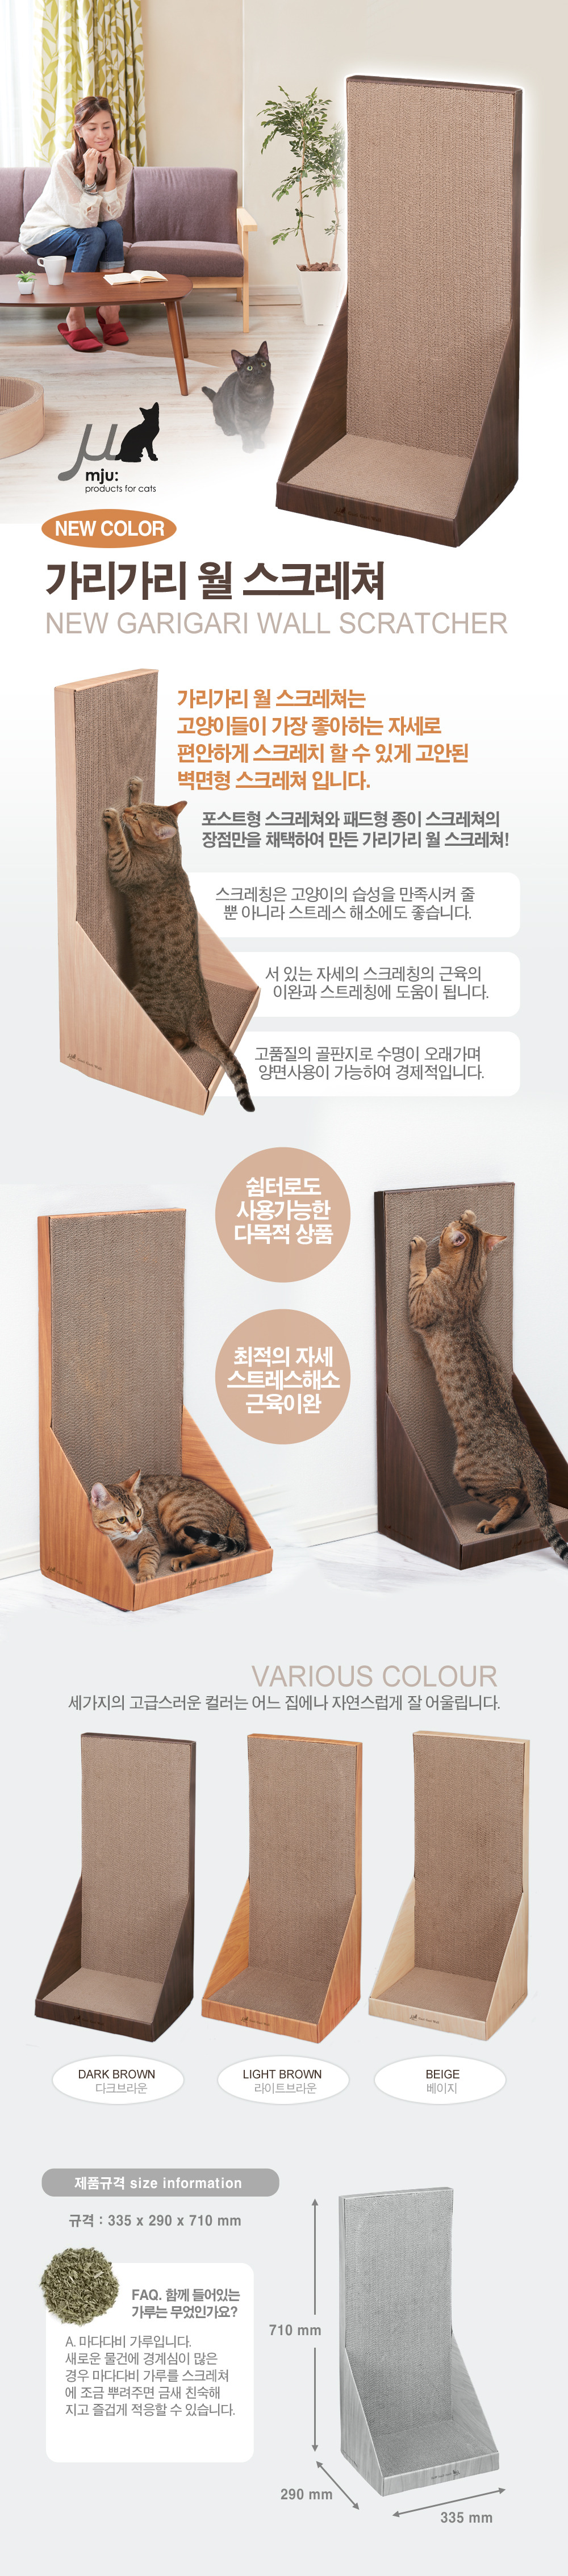 mju:
products for cats
NEW COLOR
가리가리 월 스크레쳐
NEW GARIGARI WALL SCRATCHER
가리가리 월 스크레쳐는
고양이들이 가장 좋아하는 자세로
편안하게 스크레치 할 수 있게 고안된
벽면형 스크레쳐 입니다.
포스트형 스크레쳐와 패드형 종이 스크레쳐의
장점만을 채택하여 만든 가리가리 월 스크레쳐!
스크레칭은 고양이의 습성을 만족시켜 줄
뿐 아니라 스트레스 해소에도 좋습니다.
서 있는 자세의 스크레칭의 근육의
이완과 스트레칭에 도움이 됩니다.
고품질의 골판지로 수명이 오래가며
양면사용이 가능하여 경제적입니다.
쉼터로도
사용가능한
다목적 상품
최적의 자세
스트레스해소
근육이완
VARIOUS COLOUR
세가지의 고급스러운 컬러는 어느 집에나 자연스럽게 잘 어울립니다.
DARK BROWN
다크브라운
LIGHT BROWN
라이트브라운
BEIGE
베이지
제품규격 size information
규격 : 335 x 290 x 710 mm
FAQ. 함께 들어있는
가루는 무엇인가요?
A. 마다다비 가루입니다.
새로운 물건에 경계심이 많은
경우 마다다비 가루를 스크레쳐
에 조금 뿌려주면 금새 친숙해
지고 즐겁게 적응할 수 있습니다.
710 mm
290 mm
335 mm